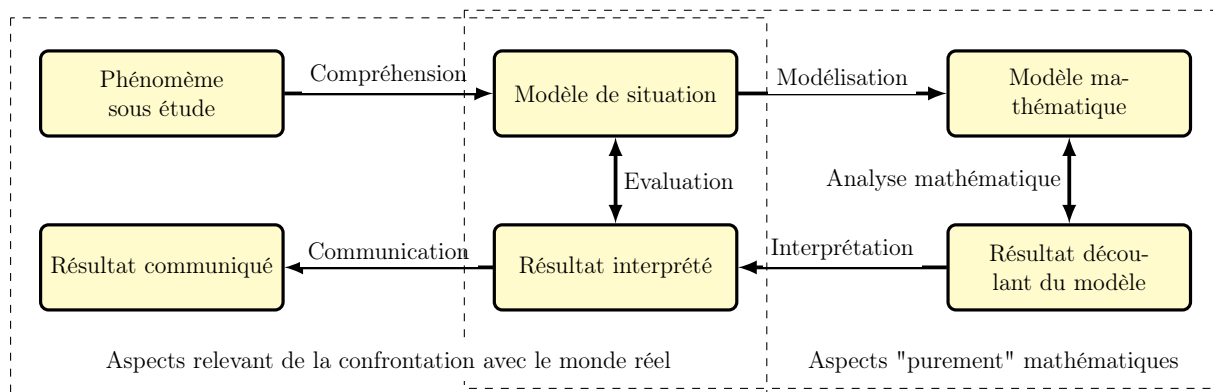 Phénomème
sous étude
Compréhension
Modèle de situation
Modélisation
Modèle ma-
thématique
Evaluation
Analyse mathématique
Résultat communiqué
Communication
Résultat interprété
Interprétation
Résultat décou-
lant du modèle
Aspects relevant de la confrontation avec le monde réel
Aspects "purement" mathématiques